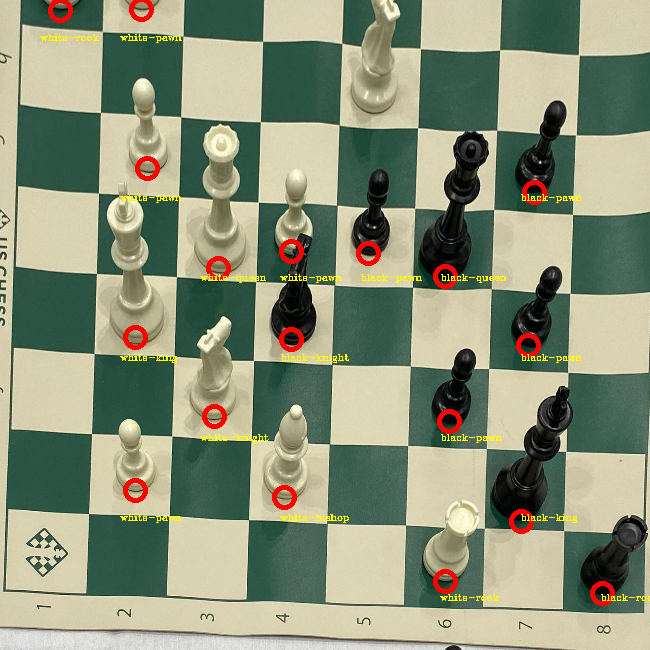 white-rook white-pawn
white-pawn black-pawn
white-queen white-pawn black-pawn black-queen
US CHESS
white-king black-knight black-pawn
white-knight black-pawn
white-pawn white-bishop black-king
white-rook black-roo
1 2 3 4 5 6 7 8